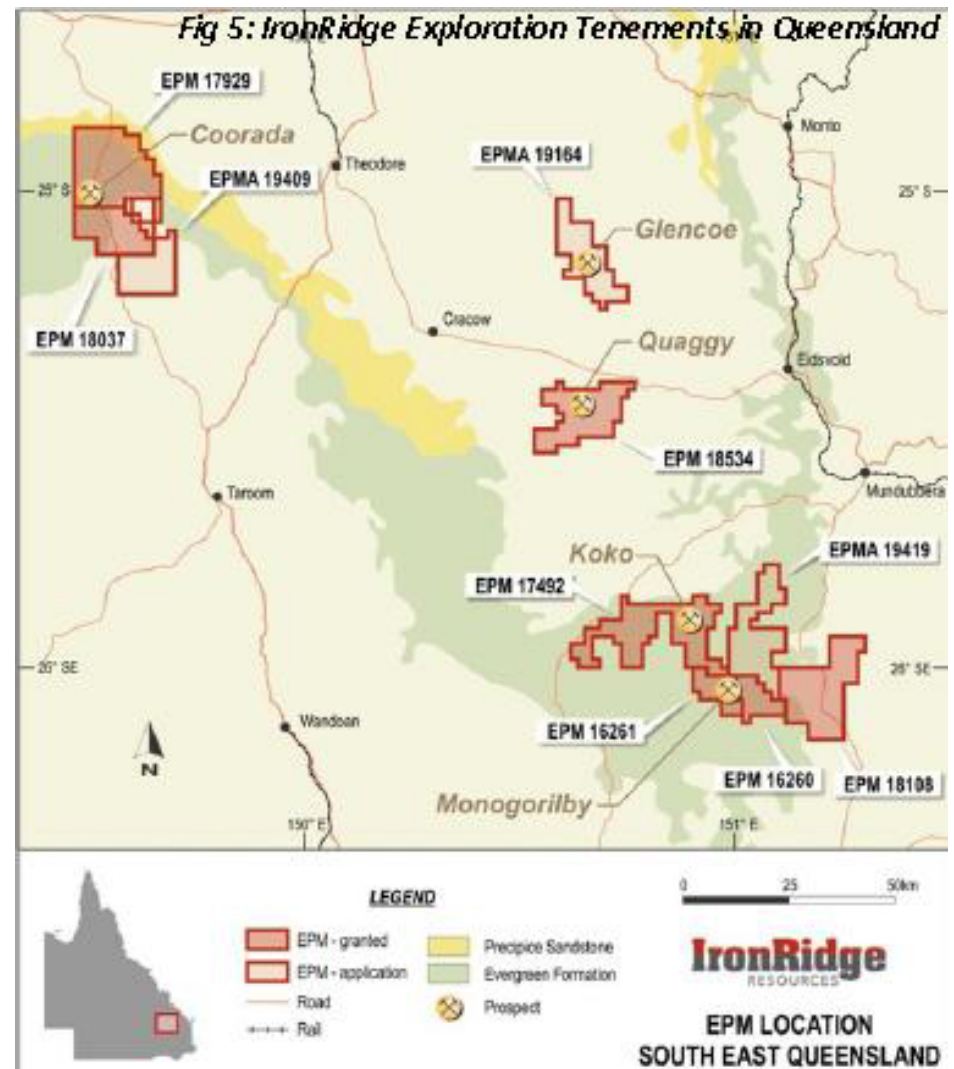 Fig 5: IronRidge Exploration Tenements in Queensland
EPM 17929
Coorada
EPMA 19409
Theodore
EPMA 19164
Monto
25° S
25° S
Glencoe
EPM 18037
Cracow
Quaggy
Eidsvold
EPM 18534
Taroom
Mundubbera
Koko
EPMA 19419
EPM 17492
26° SE
26° SE
Wandoan
EPM 16261
EPM 16260
EPM 18108
N
Monogorilby
150° E
151° E
LEGEND
EPM - granted
EPM - application
Road
Rail
Precipice Sandstone
Evergreen Formation
Prospect
0 25 50km
IronRidge
RESOURCES
EPM LOCATION
SOUTH EAST QUEENSLAND